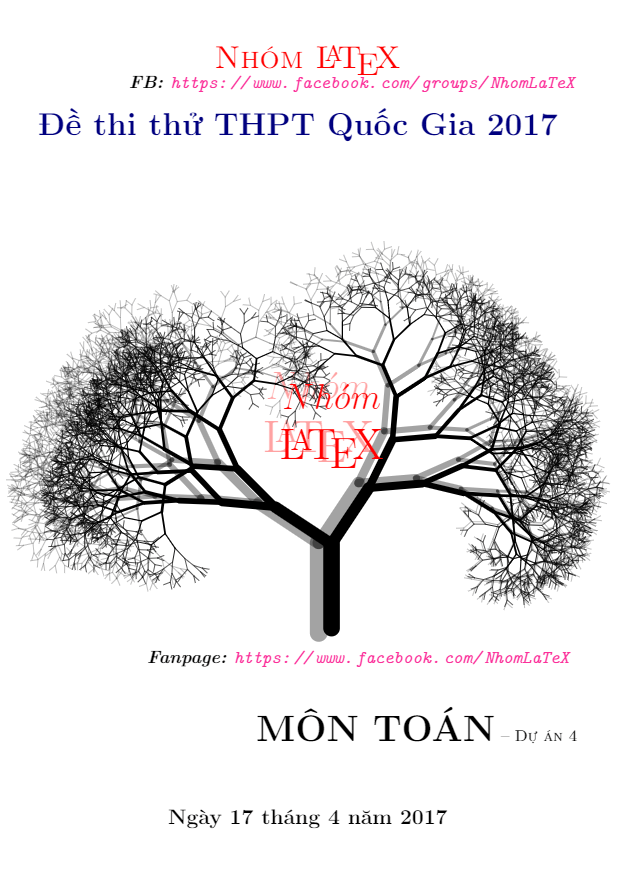 NHÓM LATEX
FB: https://www.facebook.com/groups/NhomLaTeX
Đề thi thử THPT Quốc Gia 2017
Nhóm
LATEX
Fanpage: https://www.facebook.com/NhomLaTeX
MÔN TOÁN – DỰ ÁN 4
Ngày 17 tháng 4 năm 2017